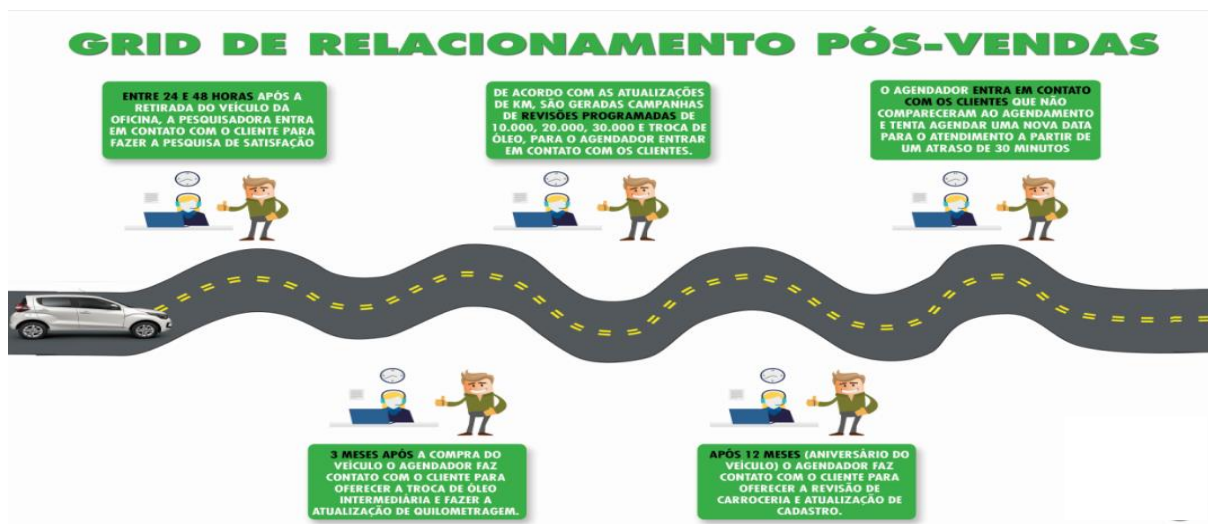 GRID DE RELACIONAMENTO PÓS-VENDAS
ENTRE 24 E 48 HORAS APÓS A
RETIRADA DO VEÍCULO DA
OFICINA, A PESQUISADORA ENTRA
EM CONTATO COM O CLIENTE PARA
FAZER A PESQUISA DE SATISFAÇÃO
DE ACORDO COM AS ATUALIZAÇÕES
DE KM, SÃO GERADAS CAMPANHAS
DE REVISÕES PROGRAMADAS DE
10.000, 20.000, 30.000 E TROCA DE
ÓLEO, PARA O AGENDADOR ENTRAR
EM CONTATO COM OS CLIENTES.
O AGENDADOR ENTRA EM CONTATO
COM OS CLIENTES QUE NÃO
COMPARECERAM AO AGENDAMENTO
E TENTA AGENDAR UMA NOVA DATA
PARA O ATENDIMENTO A PARTIR DE
UM ATRASO DE 30 MINUTOS
3 MESES APÓS A COMPRA DO
VEÍCULO O AGENDADOR FAZ
CONTATO COM O CLIENTE PARA
OFERECER A TROCA DE ÓLEO
INTERMEDIÁRIA E FAZER A
ATUALIZAÇÃO DE QUILOMETRAGEM.
APÓS 12 MESES (ANIVERSÁRIO DO
VEÍCULO) O AGENDADOR FAZ
CONTATO COM O CLIENTE PARA
OFERECER A REVISÃO DE
CARROCERIA E ATUALIZAÇÃO DE
CADASTRO.